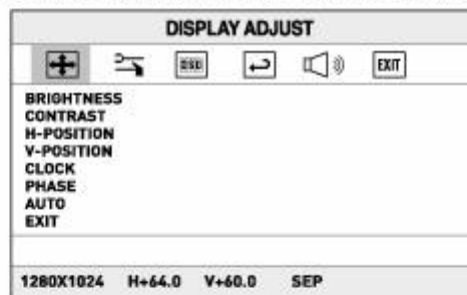 DISPLAY ADJUST
OSD EXIT
BRIGHTNESS
CONTRAST
H-POSITION
V-POSITION
CLOCK
PHASE
AUTO
EXIT
1280X1024 H+64.0 V+60.0 SEP